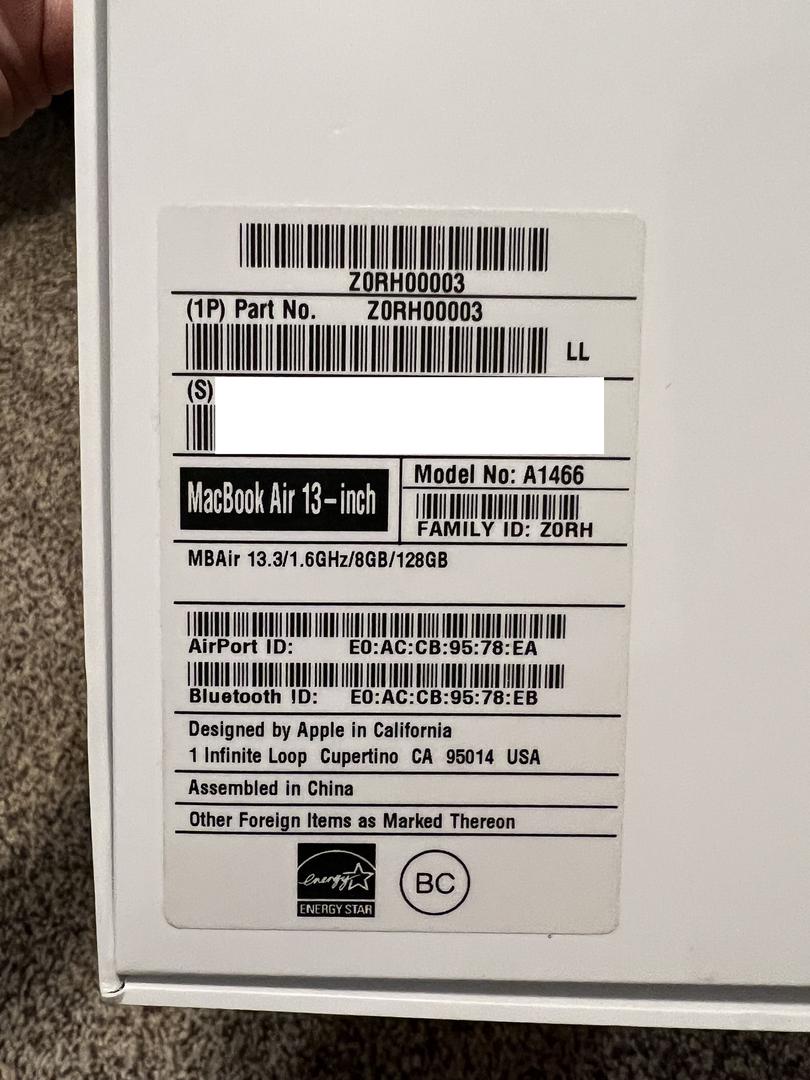 Z0RH00003
(1P) Part No. Z0RH00003
LL
(S)
MacBook Air 13-inch
Model No: A1466
FAMILY ID: Z0RH
MBAir 13.3/1.6GHz/8GB/128GB
AirPort ID: E0:AC:CB:95:78:EA
Bluetooth ID: E0:AC:CB:95:78:EB
Designed by Apple in California
1 Infinite Loop Cupertino CA 95014 USA
Assembled in China
Other Foreign Items as Marked Thereon
energy
ENERGY STAR
BC